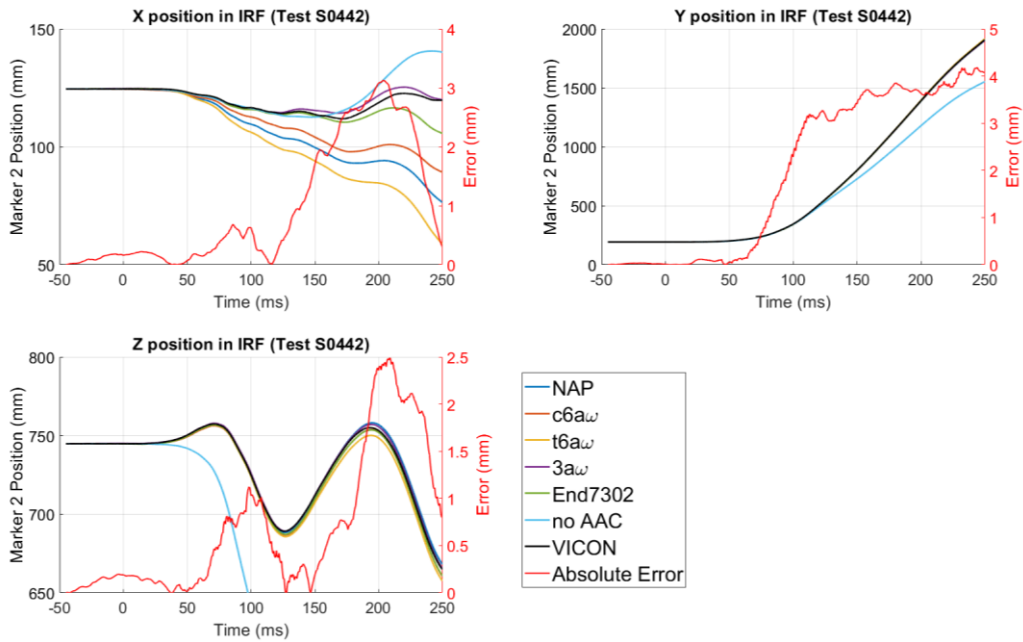 X position in IRF (Test S0442)
150
100
50
Marker 2 Position (mm)
4
3
2
1
0
Error (mm)
-50 0 50 100 150 200 250
Time (ms)
Y position in IRF (Test S0442)
2000
1500
1000
500
0
Marker 2 Position (mm)
5
4
3
2
1
0
Error (mm)
-50 0 50 100 150 200 250
Time (ms)
Z position in IRF (Test S0442)
800
750
700
650
Marker 2 Position (mm)
2.5
2
1.5
1
0.5
0
Error (mm)
-50 0 50 100 150 200 250
Time (ms)
NAP
c6aω
t6aω
3aω
End7302
no AAC
VICON
Absolute Error